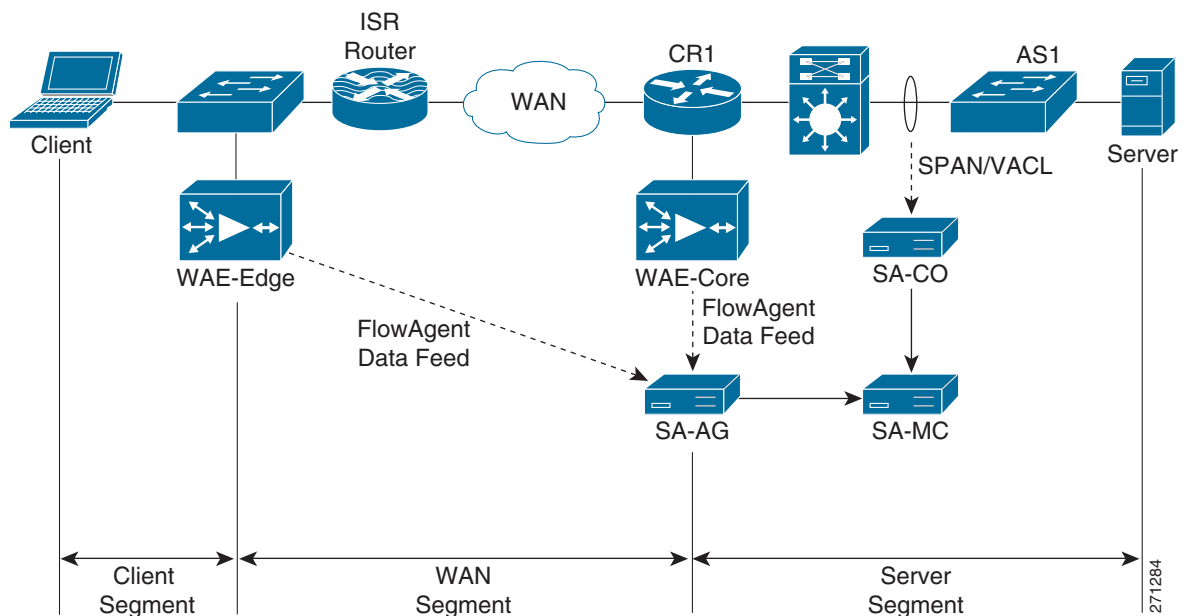 ISR
Router
CR1
AS1
WAN
Client
Server
SPAN/VACL
WAE-Edge
WAE-Core
SA-CO
FlowAgent
Data Feed
FlowAgent
Data Feed
SA-AG
SA-MC
Client
Segment
WAN
Segment
Server
Segment
271284